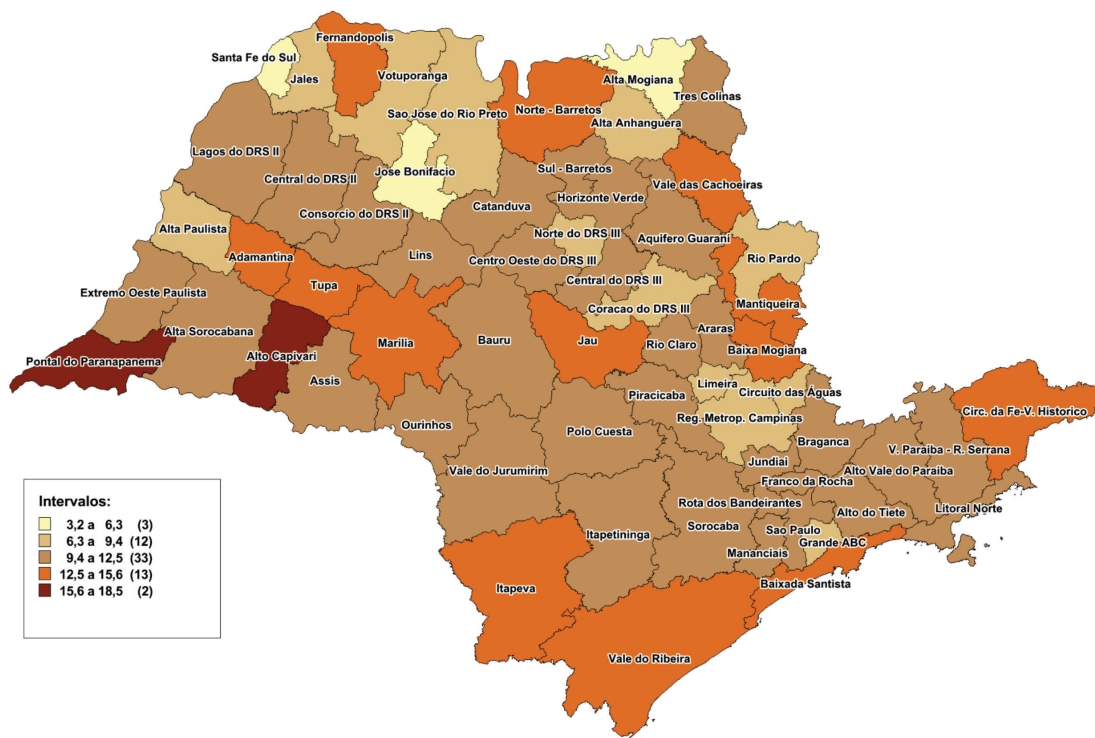 Fernandopolis
Santa Fe do Sul
Jales
Votuporanga
Alta Mogiana
Tres Colinas
Sao Jose do Rio Preto
Norte - Barretos
Alta Anhanguera
Lagos do DRS II
Central do DRS II
Jose Bonifacio
Sul - Barretos
Vale das Cachoeiras
Consorcio do DRS II
Catanduva
Horizonte Verde
Alta Paulista
Norte do DRS III
Aquifero Guarani
Adamantina
Lins
Centro Oeste do DRS III
Rio Pardo
Tupa
Central do DRS III
Extremo Oeste Paulista
Mantiqueira
Coracao do DRS III
Alta Sorocabana
Araras
Pontal do Paranapanema
Alto Capivari
Marilia
Bauru
Jau
Rio Claro
Baixa Mogiana
Assis
Limeira
Circuito das Águas
Piracicaba
Circ. da Fe-V. Historico
Ourinhos
Reg. Metrop. Campinas
Polo Cuesta
Braganca
V. Paraiba - R. Serrana
Vale do Jurumirim
Jundiai
Alto Vale do Paraiba
Franco da Rocha
Rota dos Bandeirantes
Litoral Norte
Itapetininga
Sorocaba
Sao Paulo
Alto do Tiete
Grande ABC
Mananciais
Itapeva
Baixada Santista
Vale do Ribeira
Intervalos:
3,2 a 6,3 (3)
6,3 a 9,4 (12)
9,4 a 12,5 (33)
12,5 a 15,6 (13)
15,6 a 18,5 (2)